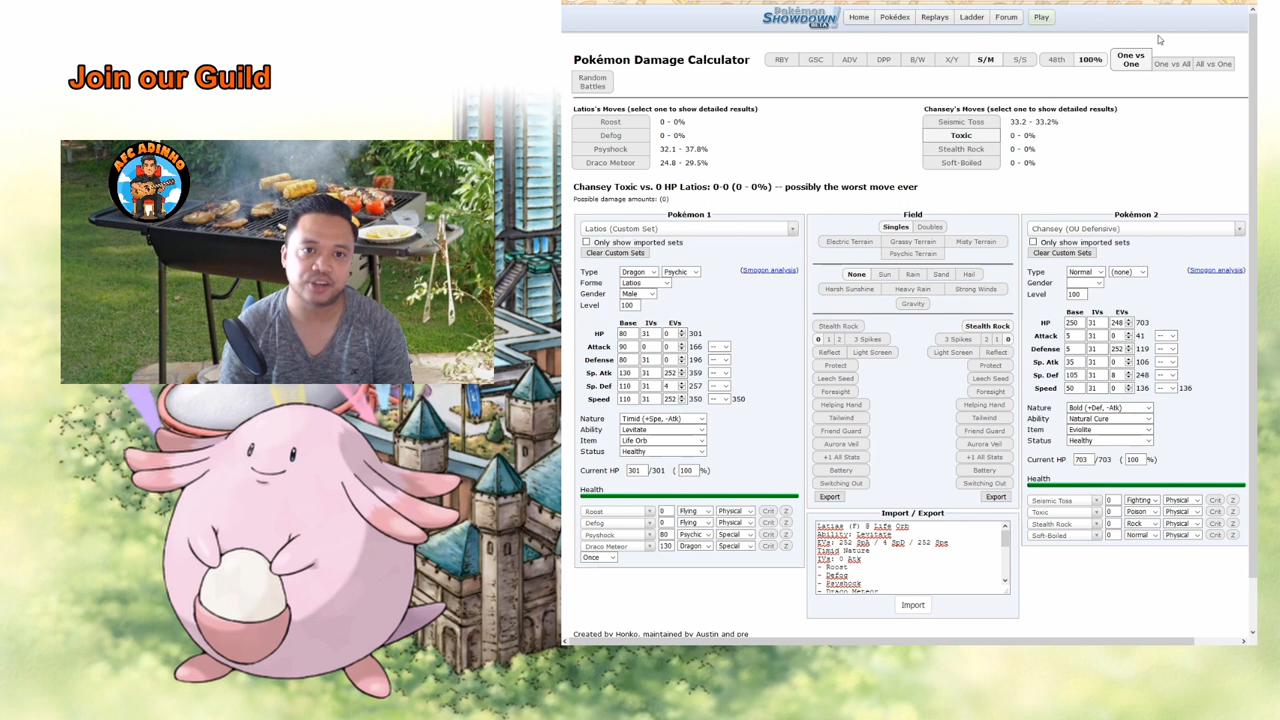 Join our Guild
AFC ADINHO
Pokémon
SHOWDOWN
BETA
Home
Pokédex
Replays
Ladder
Forum
Play
Pokémon Damage Calculator
RBY
GSC
ADV
DPP
B/W
X/Y
S/M
S/S
48th
100%
One vs One
One vs All
All vs One
Random Battles
Latios's Moves (select one to show detailed results)
Roost 0 - 0%
Defog 0 - 0%
Psyshock 32.1 - 37.8%
Draco Meteor 24.8 - 29.5%
Chansey's Moves (select one to show detailed results)
Seismic Toss 33.2 - 33.2%
Toxic 0 - 0%
Stealth Rock 0 - 0%
Soft-Boiled 0 - 0%
Chansey Toxic vs. 0 HP Latios: 0-0 (0 - 0%) -- possibly the worst move ever
Possible damage amounts: (0)
Pokémon 1
Latios (Custom Set)
Only show imported sets
Clear Custom Sets
Type Dragon Psychic (Smogon analysis)
Forme Latios
Gender Male
Level 100
Base IVs EVs
HP 80 31 0 301
Attack 90 0 0 166 --
Defense 80 31 0 196 --
Sp. Atk 130 31 252 359 --
Sp. Def 110 31 4 257 --
Speed 110 31 252 350 -- 350
Nature Timid (+Spe, -Atk)
Ability Levitate
Item Life Orb
Status Healthy
Current HP 301 /301 ( 100 %)
Health
Roost 0 Flying Physical Crit Z
Defog 0 Flying Physical Crit Z
Psyshock 80 Psychic Special Crit Z
Draco Meteor 130 Dragon Special Crit Z
Once
Field
Singles Doubles
Electric Terrain Grassy Terrain Misty Terrain
Psychic Terrain
None Sun Rain Sand Hail
Harsh Sunshine Heavy Rain Strong Winds
Gravity
Stealth Rock Stealth Rock
0 1 2 3 Spikes 3 Spikes 2 1 0
Reflect Light Screen Light Screen Reflect
Protect Protect
Leech Seed Leech Seed
Foresight Foresight
Helping Hand Helping Hand
Tailwind Tailwind
Friend Guard Friend Guard
Aurora Veil Aurora Veil
+1 All Stats +1 All Stats
Battery Battery
Switching Out Switching Out
Export Export
Import / Export
Latias (F) @ Life Orb
Ability: Levitate
EVs: 252 SpA / 4 SpD / 252 Spe
Timid Nature
IVs: 0 Atk
- Roost
- Defog
- Psyshock
- Draco Meteor
Import
Pokémon 2
Chansey (OU Defensive)
Only show imported sets
Clear Custom Sets
Type Normal (none) (Smogon analysis)
Gender
Level 100
Base IVs EVs
HP 250 31 248 703
Attack 5 31 0 41 --
Defense 5 31 252 119 --
Sp. Atk 35 31 0 106 --
Sp. Def 105 31 8 248 --
Speed 50 31 0 136 -- 136
Nature Bold (+Def, -Atk)
Ability Natural Cure
Item Eviolite
Status Healthy
Current HP 703 /703 ( 100 %)
Health
Seismic Toss 0 Fighting Physical Crit Z
Toxic 0 Poison Physical Crit Z
Stealth Rock 0 Rock Physical Crit Z
Soft-Boiled 0 Normal Physical Crit Z
Created by Honko, maintained by Austin and pre